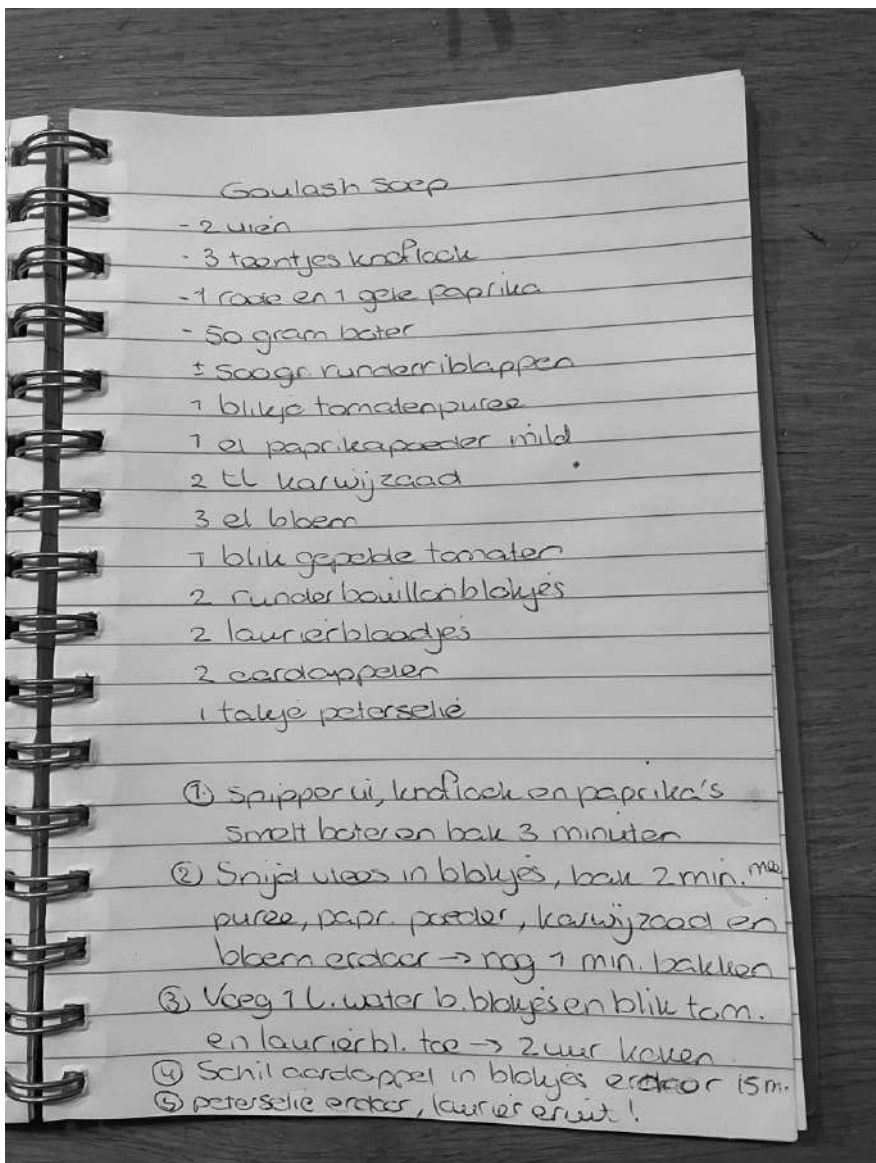 Goulash soep
- 2 uien
- 3 teentjes knoflook
- 1 rode en 1 gele paprika
- 50 gram boter
± 500gr. runderriblappen
1 blikje tomatenpuree
1 el paprikapoeder mild
2 tl karwijzaad
3 el bloem
1 blik gepelde tomaten
2 runderbouillonblokjes
2 laurierblaadjes
2 aardappelen
1 takje peterselie
① Snipper ui, knoflook en paprika's
smelt boter en bak 3 minuten
② Snijd vlees in blokjes, bak 2 min. mee
puree, papr. poeder, karwijzaad en
bloem erdoor → nog 1 min. bakken
③ Voeg 1 L. water b. blokjes en blik tom.
en laurierbl. toe → 2 uur koken
④ Schil aardappel in blokjes erdoor 15 m.
⑤ peterselie erdoor, laurier eruit!